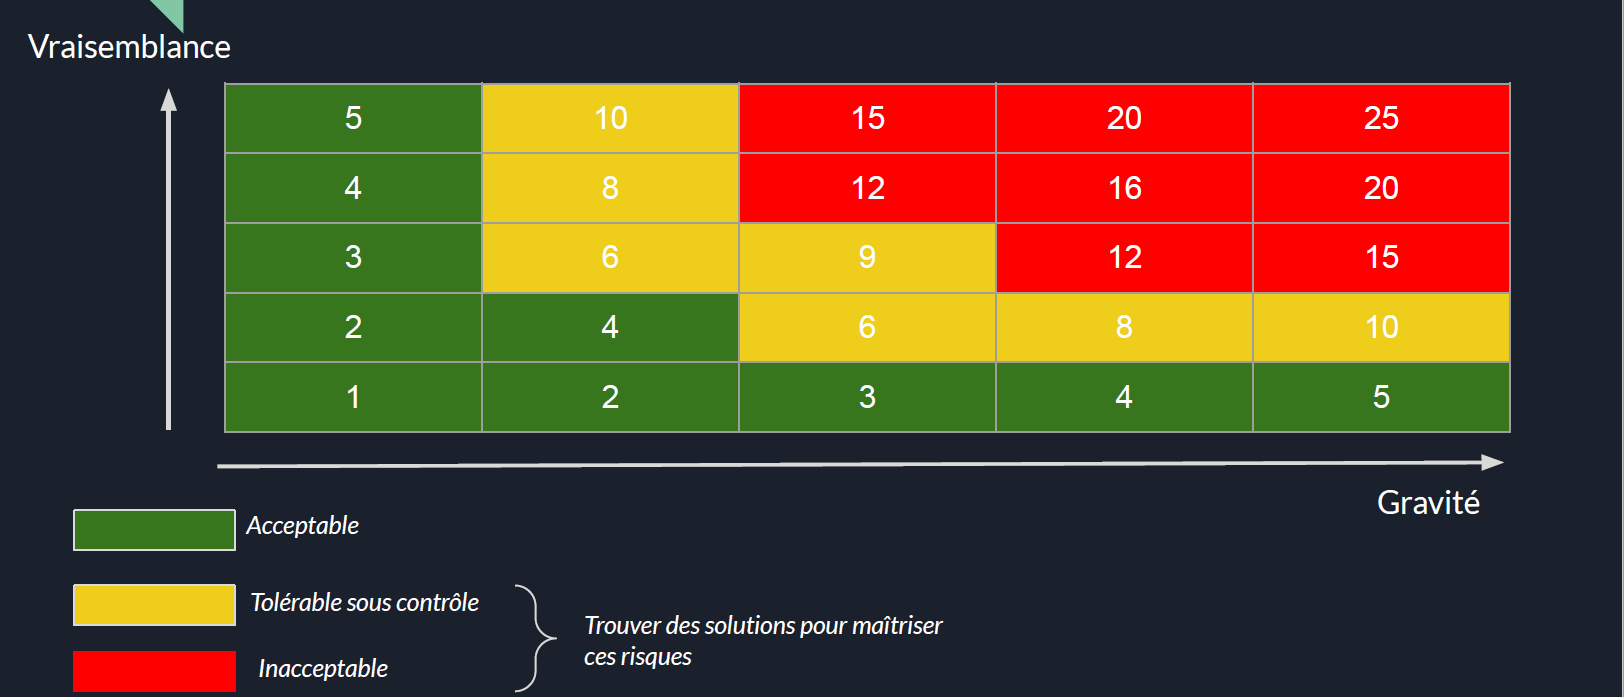 Vraisemblance
5 10 15 20 25
4 8 12 16 20
3 6 9 12 15
2 4 6 8 10
1 2 3 4 5
Gravité
Acceptable
Tolérable sous contrôle
Inacceptable
Trouver des solutions pour maîtriser
ces risques